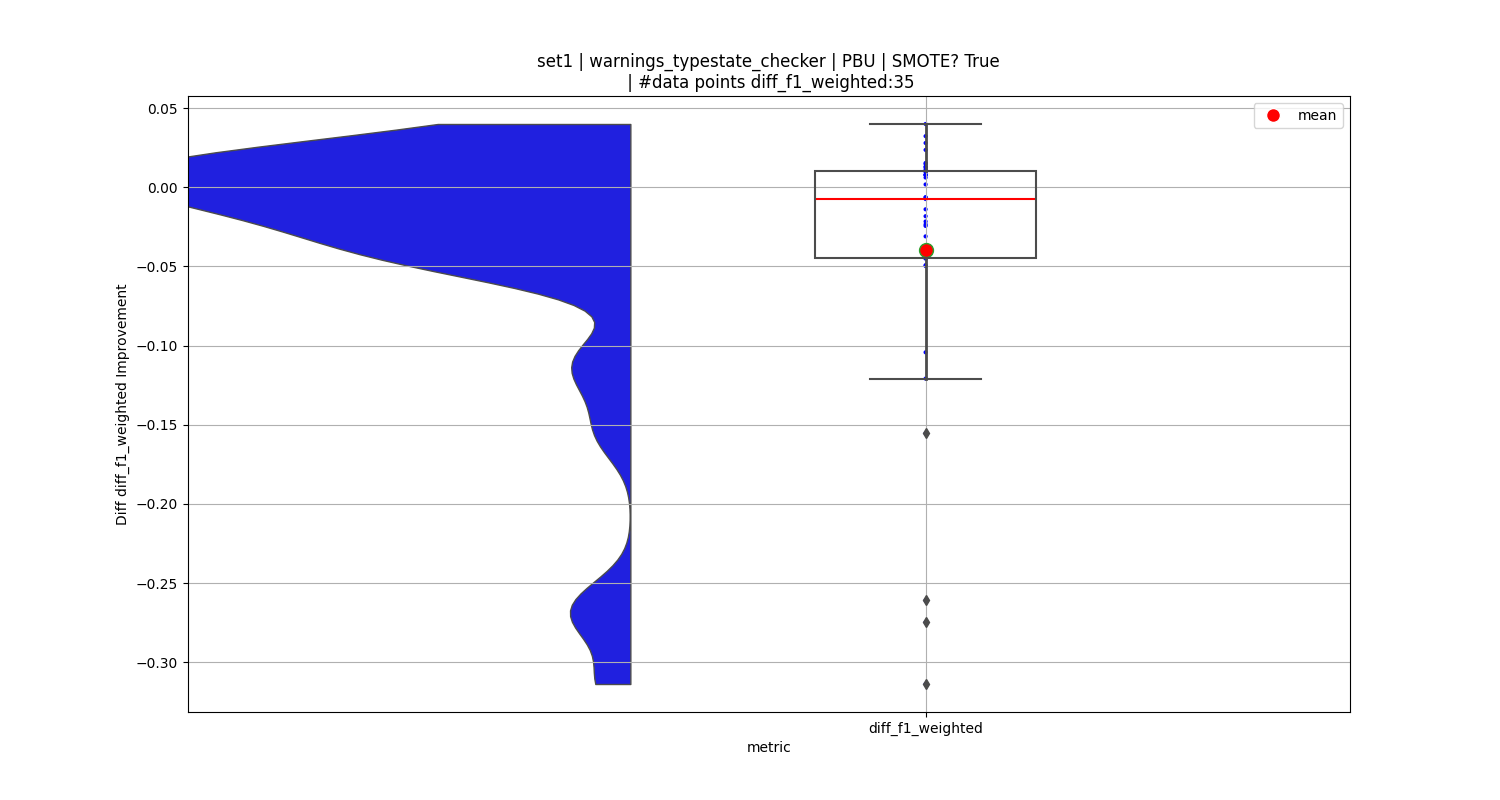 set1 | warnings_typestate_checker | PBU | SMOTE? True
| #data points diff_f1_weighted:35
mean
0.05
0.00
−0.05
−0.10
−0.15
−0.20
−0.25
−0.30
Diff diff_f1_weighted Improvement
diff_f1_weighted
metric